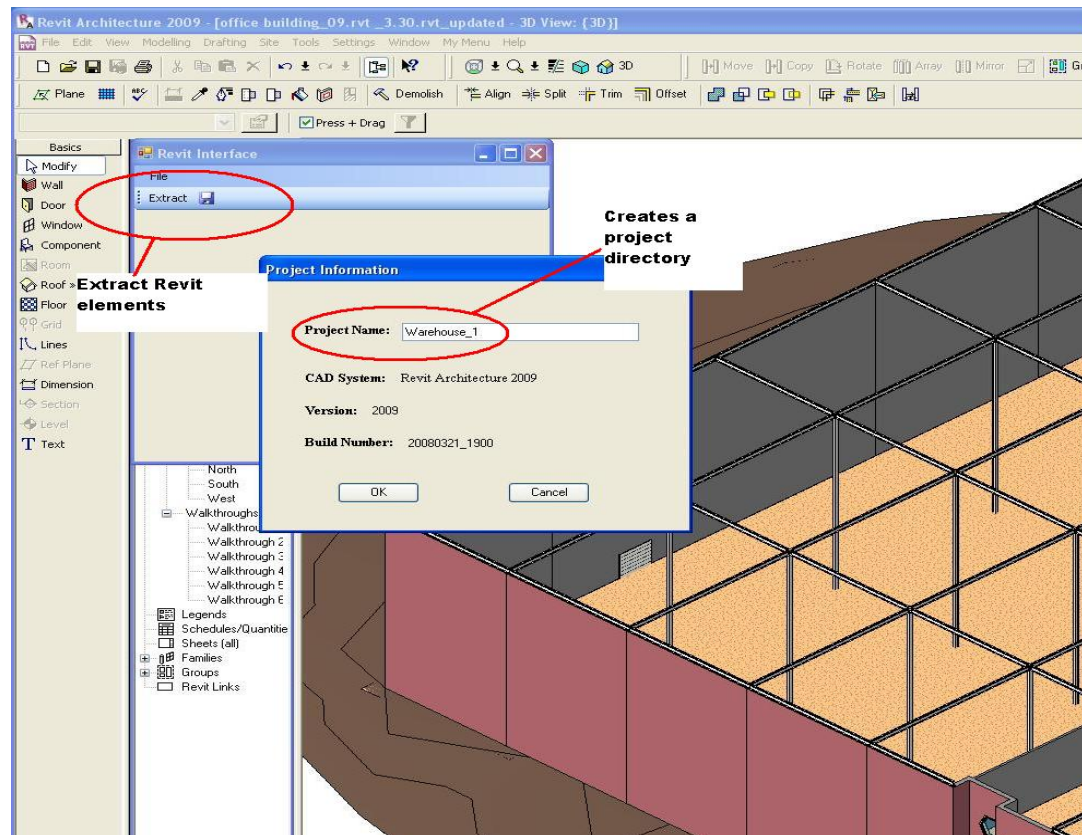 Revit Architecture 2009 - [office building_09.rvt _3.30.rvt_updated - 3D View: {3D}]
File Edit View Modelling Drafting Site Tools Settings Window My Menu Help
3D Move Copy Rotate Array Mirror
Plane Demolish Align Split Trim Offset
Press + Drag
Basics
Modify
Wall
Door
Window
Component
Room
Roof »
Floor
Grid
Lines
Ref Plane
Dimension
Section
Level
Text
Revit Interface
File
Extract
Extract Revit
elements
Creates a
project
directory
Project Information
Project Name: Warehouse_1
CAD System: Revit Architecture 2009
Version: 2009
Build Number: 20080321_1900
OK Cancel
North
South
West
Walkthroughs
Walkthrou
Walkthrough 2
Walkthrough 3
Walkthrough 4
Walkthrough 5
Walkthrough 6
Legends
Schedules/Quantitie
Sheets (all)
Families
Groups
Revit Links